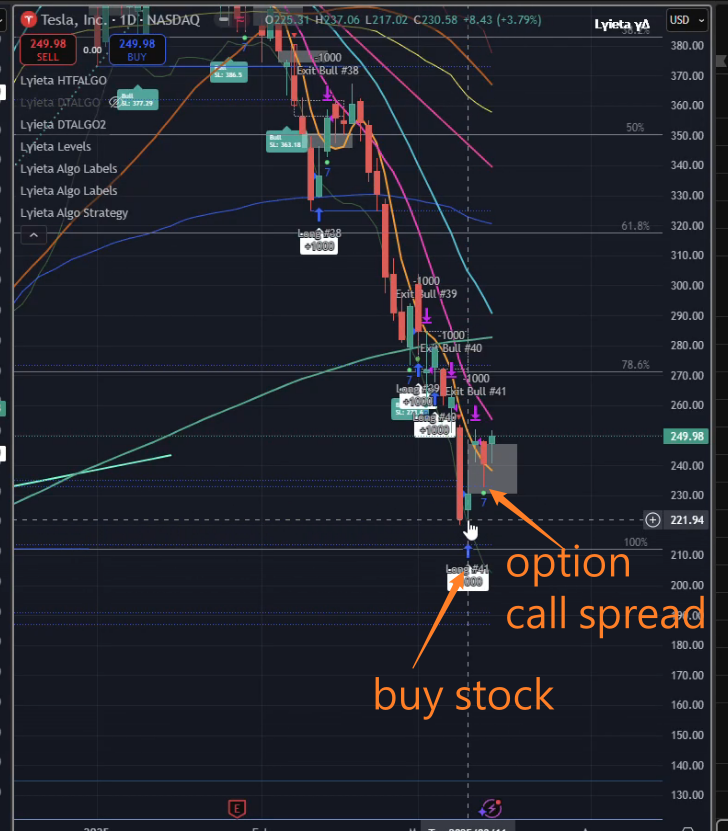 Tesla, Inc. · 1D · NASDAQ O225.31 H237.06 L217.02 C230.58 +8.43 (+3.79%)
Lyieta γΔ
USD
249.98
SELL
0.00
249.98
BUY
Lyieta HTFALGO
Lyieta DTALGO
Lyieta DTALGO2
Lyieta Levels
Lyieta Algo Labels
Lyieta Algo Labels
Lyieta Algo Strategy
38.2%
SL: 386.5
Bull
SL: 377.29
Bull
SL: 363.18
-1000
Exit Bull #38
7
50%
Long #38
+1000
61.8%
-1000
Exit Bull #39
-1000
Exit Bull #40
-1000
Exit Bull #41
78.6%
7
Long #39
+1000
Long #40
+1000
7
100%
Long #41
option
call spread
buy stock
380.00
370.00
360.00
350.00
340.00
330.00
320.00
310.00
300.00
290.00
280.00
270.00
260.00
249.98
240.00
230.00
221.94
210.00
200.00
190.00
180.00
170.00
160.00
150.00
140.00
130.00
E